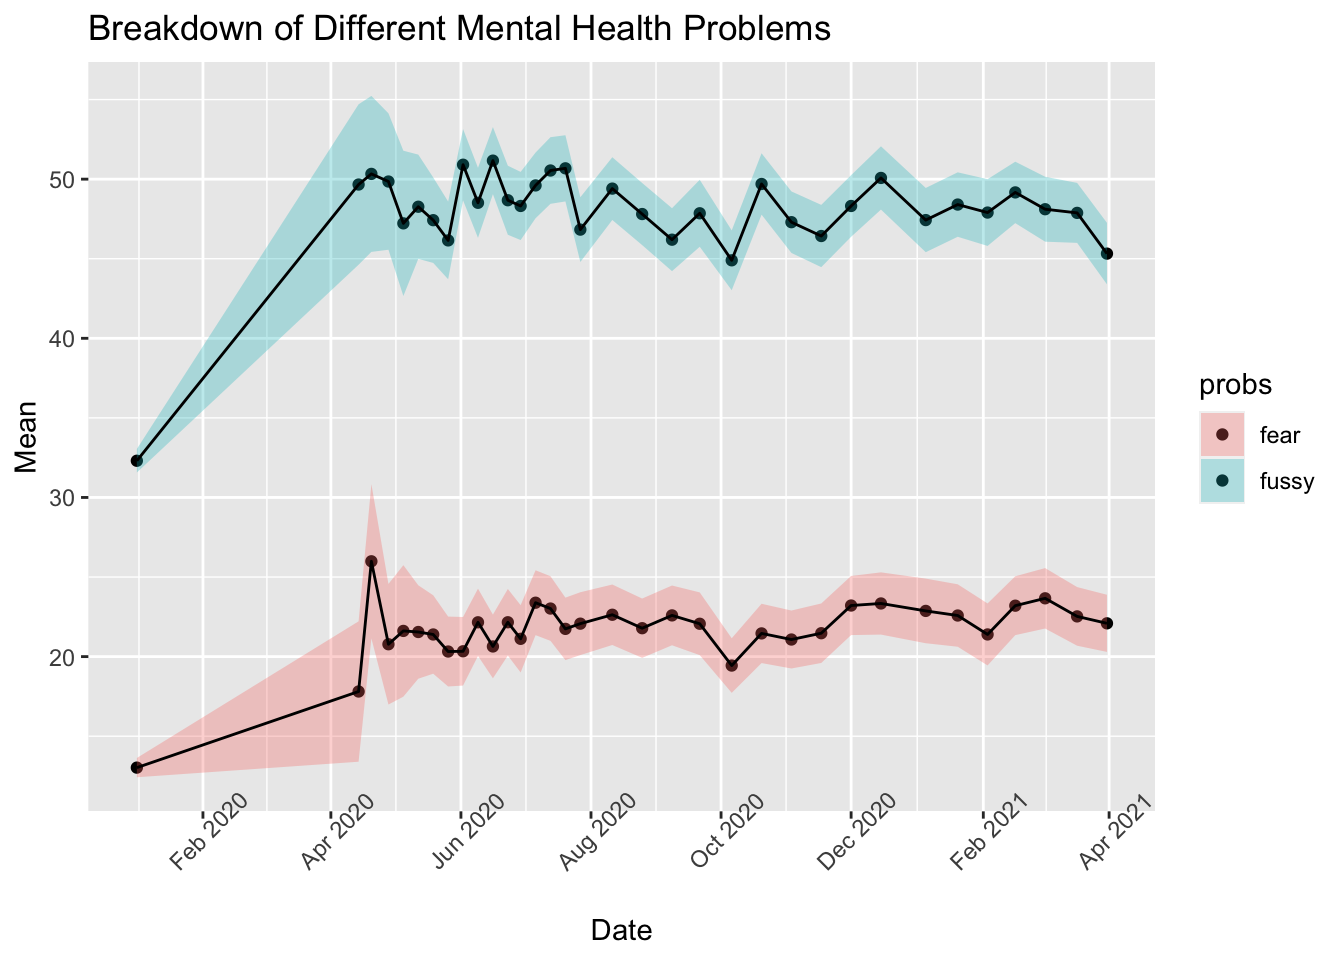 Breakdown of Different Mental Health Problems
50
40
30
20
Mean
Feb 2020
Apr 2020
Jun 2020
Aug 2020
Oct 2020
Dec 2020
Feb 2021
Apr 2021
Date
probs
fear
fussy